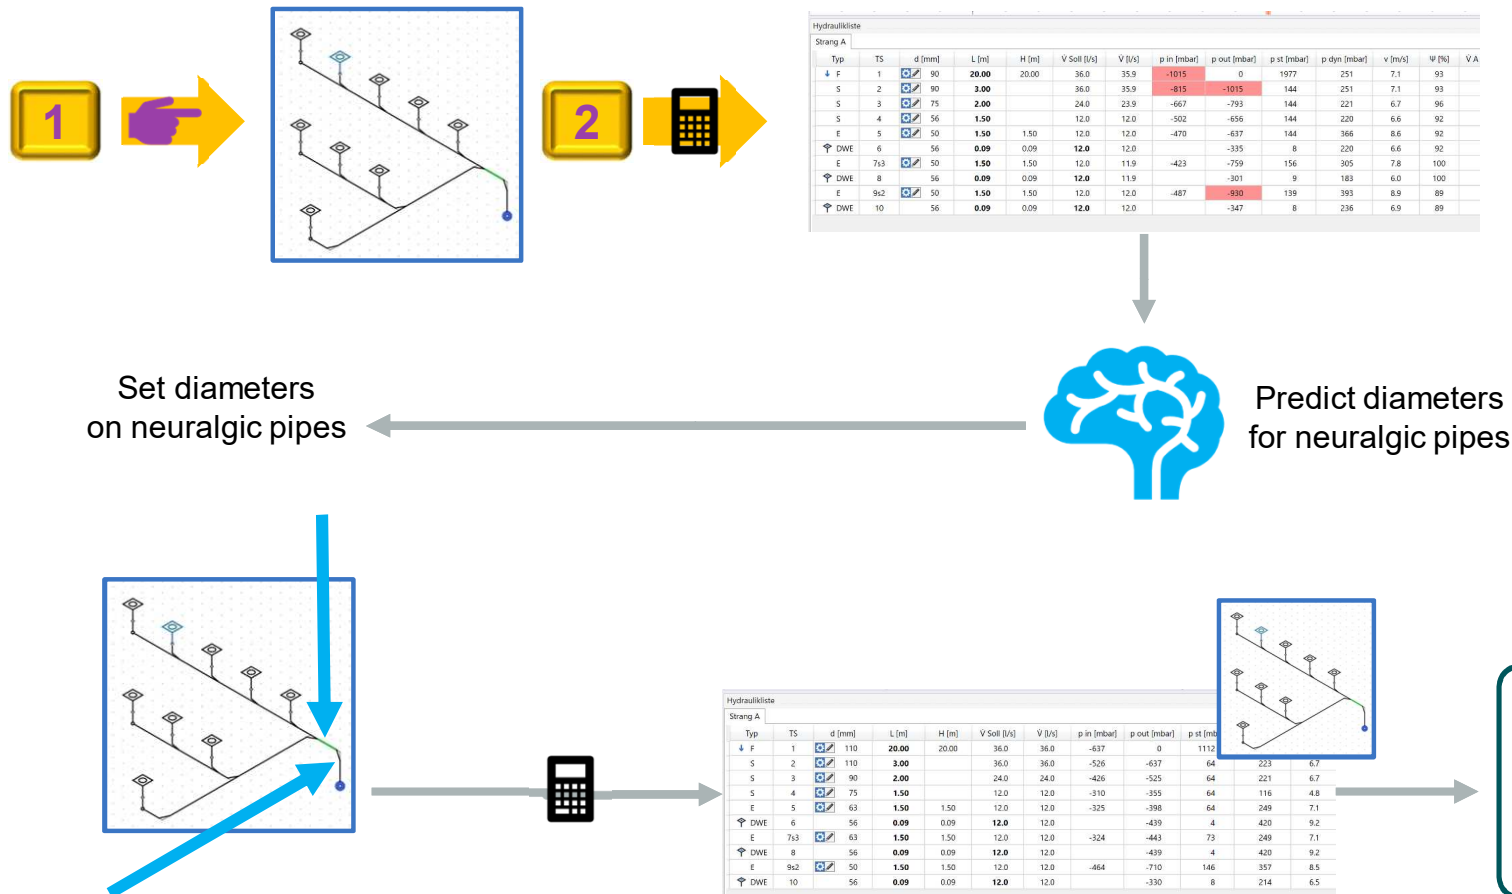 1
2
Hydraulikliste
Strang A
Typ TS d [mm] L [m] H [m] V̇ Soll [l/s] V̇ [l/s] p in [mbar] p out [mbar] p st [mbar] p dyn [mbar] v [m/s] Ψ [%] V̇ A
F 1 90 20.00 20.00 36.0 35.9 -1015 0 1977 251 7.1 93
S 2 90 3.00 36.0 35.9 -815 -1015 144 251 7.1 93
S 3 75 2.00 24.0 23.9 -667 -793 144 221 6.7 96
S 4 56 1.50 12.0 12.0 -502 -656 144 220 6.6 92
E 5 50 1.50 1.50 12.0 12.0 -470 -637 144 366 8.6 92
DWE 6 56 0.09 0.09 12.0 12.0 -335 8 220 6.6 92
E 7s3 50 1.50 1.50 12.0 11.9 -423 -759 156 305 7.8 100
DWE 8 56 0.09 0.09 12.0 11.9 -301 9 183 6.0 100
E 9s2 50 1.50 1.50 12.0 12.0 -487 -930 139 393 8.9 89
DWE 10 56 0.09 0.09 12.0 12.0 -347 8 236 6.9 89
Set diameters
on neuralgic pipes
Predict diameters
for neuralgic pipes
Hydraulikliste
Strang A
Typ TS d [mm] L [m] H [m] V̇ Soll [l/s] V̇ [l/s] p in [mbar] p out [mbar] p st [mb
F 1 110 20.00 20.00 36.0 36.0 -637 0 1112
S 2 110 3.00 36.0 36.0 -526 -637 64 223 6.7
S 3 90 2.00 24.0 24.0 -426 -525 64 221 6.7
S 4 75 1.50 12.0 12.0 -310 -355 64 116 4.8
E 5 63 1.50 1.50 12.0 12.0 -325 -398 64 249 7.1
DWE 6 56 0.09 0.09 12.0 12.0 -439 4 420 9.2
E 7s3 63 1.50 1.50 12.0 12.0 -324 -443 73 249 7.1
DWE 8 56 0.09 0.09 12.0 12.0 -439 4 420 9.2
E 9s2 50 1.50 1.50 12.0 12.0 -464 -710 146 357 8.5
DWE 10 56 0.09 0.09 12.0 12.0 -330 8 214 6.5